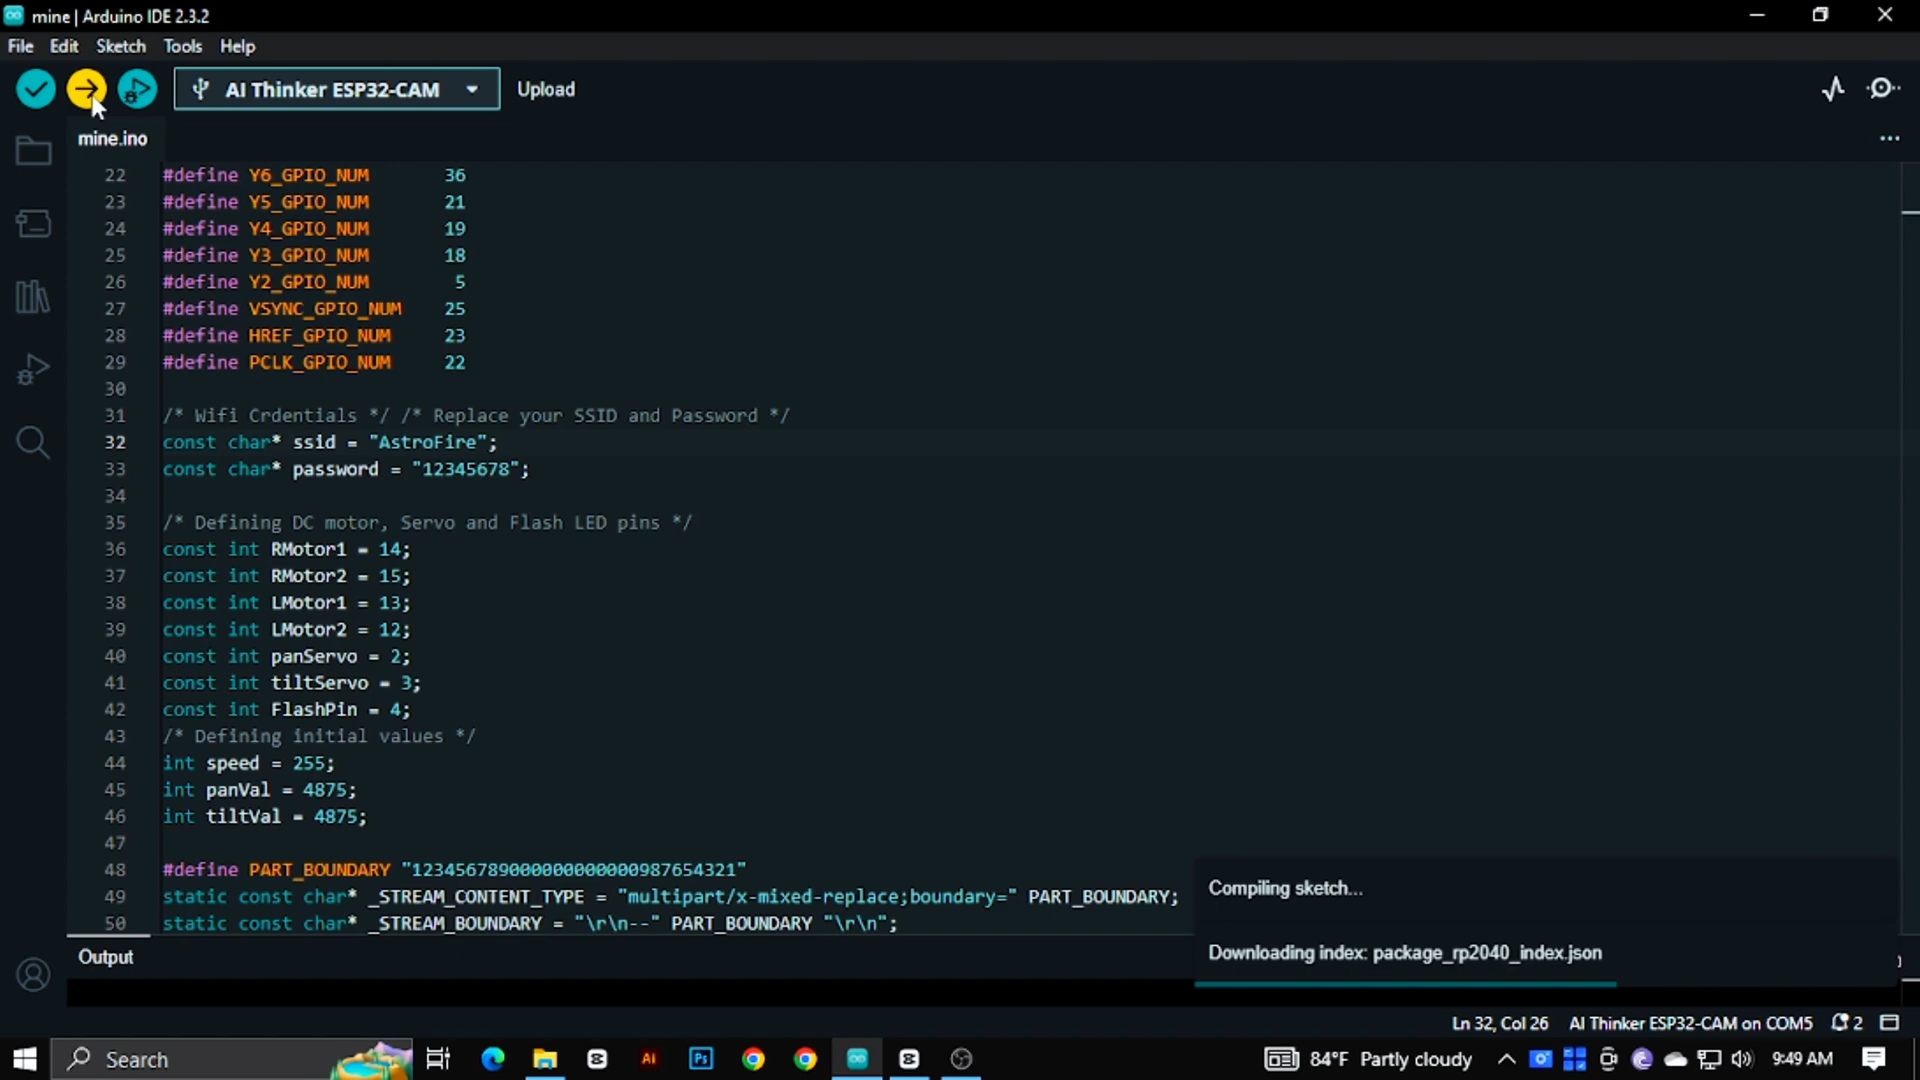 mine | Arduino IDE 2.3.2
File Edit Sketch Tools Help
AI Thinker ESP32-CAM Upload
mine.ino
22 #define Y6_GPIO_NUM 36
23 #define Y5_GPIO_NUM 21
24 #define Y4_GPIO_NUM 19
25 #define Y3_GPIO_NUM 18
26 #define Y2_GPIO_NUM 5
27 #define VSYNC_GPIO_NUM 25
28 #define HREF_GPIO_NUM 23
29 #define PCLK_GPIO_NUM 22
30
31 /* Wifi Crdentials */ /* Replace your SSID and Password */
32 const char* ssid = "AstroFire";
33 const char* password = "12345678";
34
35 /* Defining DC motor, Servo and Flash LED pins */
36 const int RMotor1 = 14;
37 const int RMotor2 = 15;
38 const int LMotor1 = 13;
39 const int LMotor2 = 12;
40 const int panServo = 2;
41 const int tiltServo = 3;
42 const int FlashPin = 4;
43 /* Defining initial values */
44 int speed = 255;
45 int panVal = 4875;
46 int tiltVal = 4875;
47
48 #define PART_BOUNDARY "123456789000000000000987654321"
49 static const char* _STREAM_CONTENT_TYPE = "multipart/x-mixed-replace;boundary=" PART_BOUNDARY;
50 static const char* _STREAM_BOUNDARY = "\r\n--" PART_BOUNDARY "\r\n";
Compiling sketch...
Downloading index: package_rp2040_index.json
Output
Ln 32, Col 26 AI Thinker ESP32-CAM on COM5 2
Search Ai Ps 84°F Partly cloudy 9:49 AM